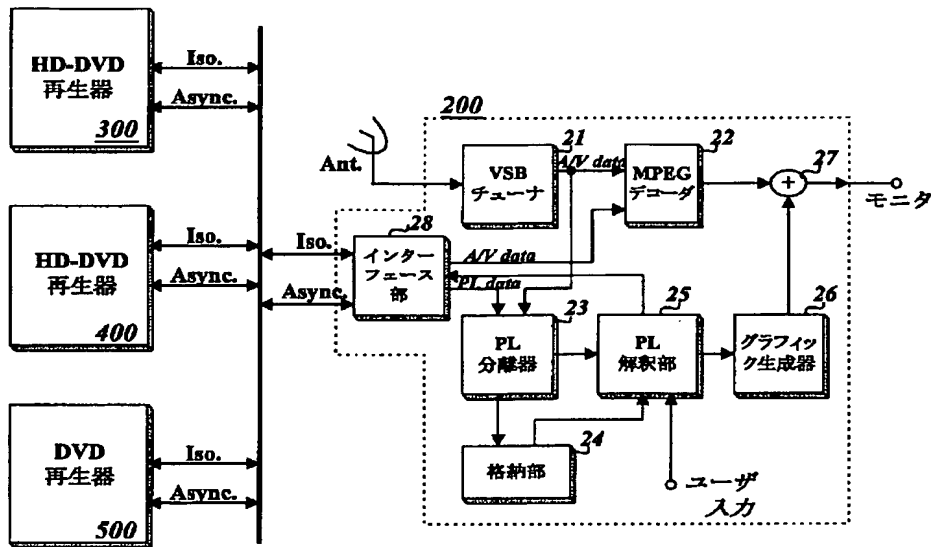 HD-DVD
再生器
300
Iso.
Async.
HD-DVD
再生器
400
Iso.
Async.
DVD
再生器
500
Iso.
Async.
Iso.
Async.
200
Ant.
21
VSB
チューナ
A/V data
22
MPEG
デコーダ
27
+
モニタ
28
インター
フェース
部
A/V data
PL data
23
PL
分離器
25
PL
解釈部
26
グラフィッ
ク生成器
24
格納部
ユーザ
入力